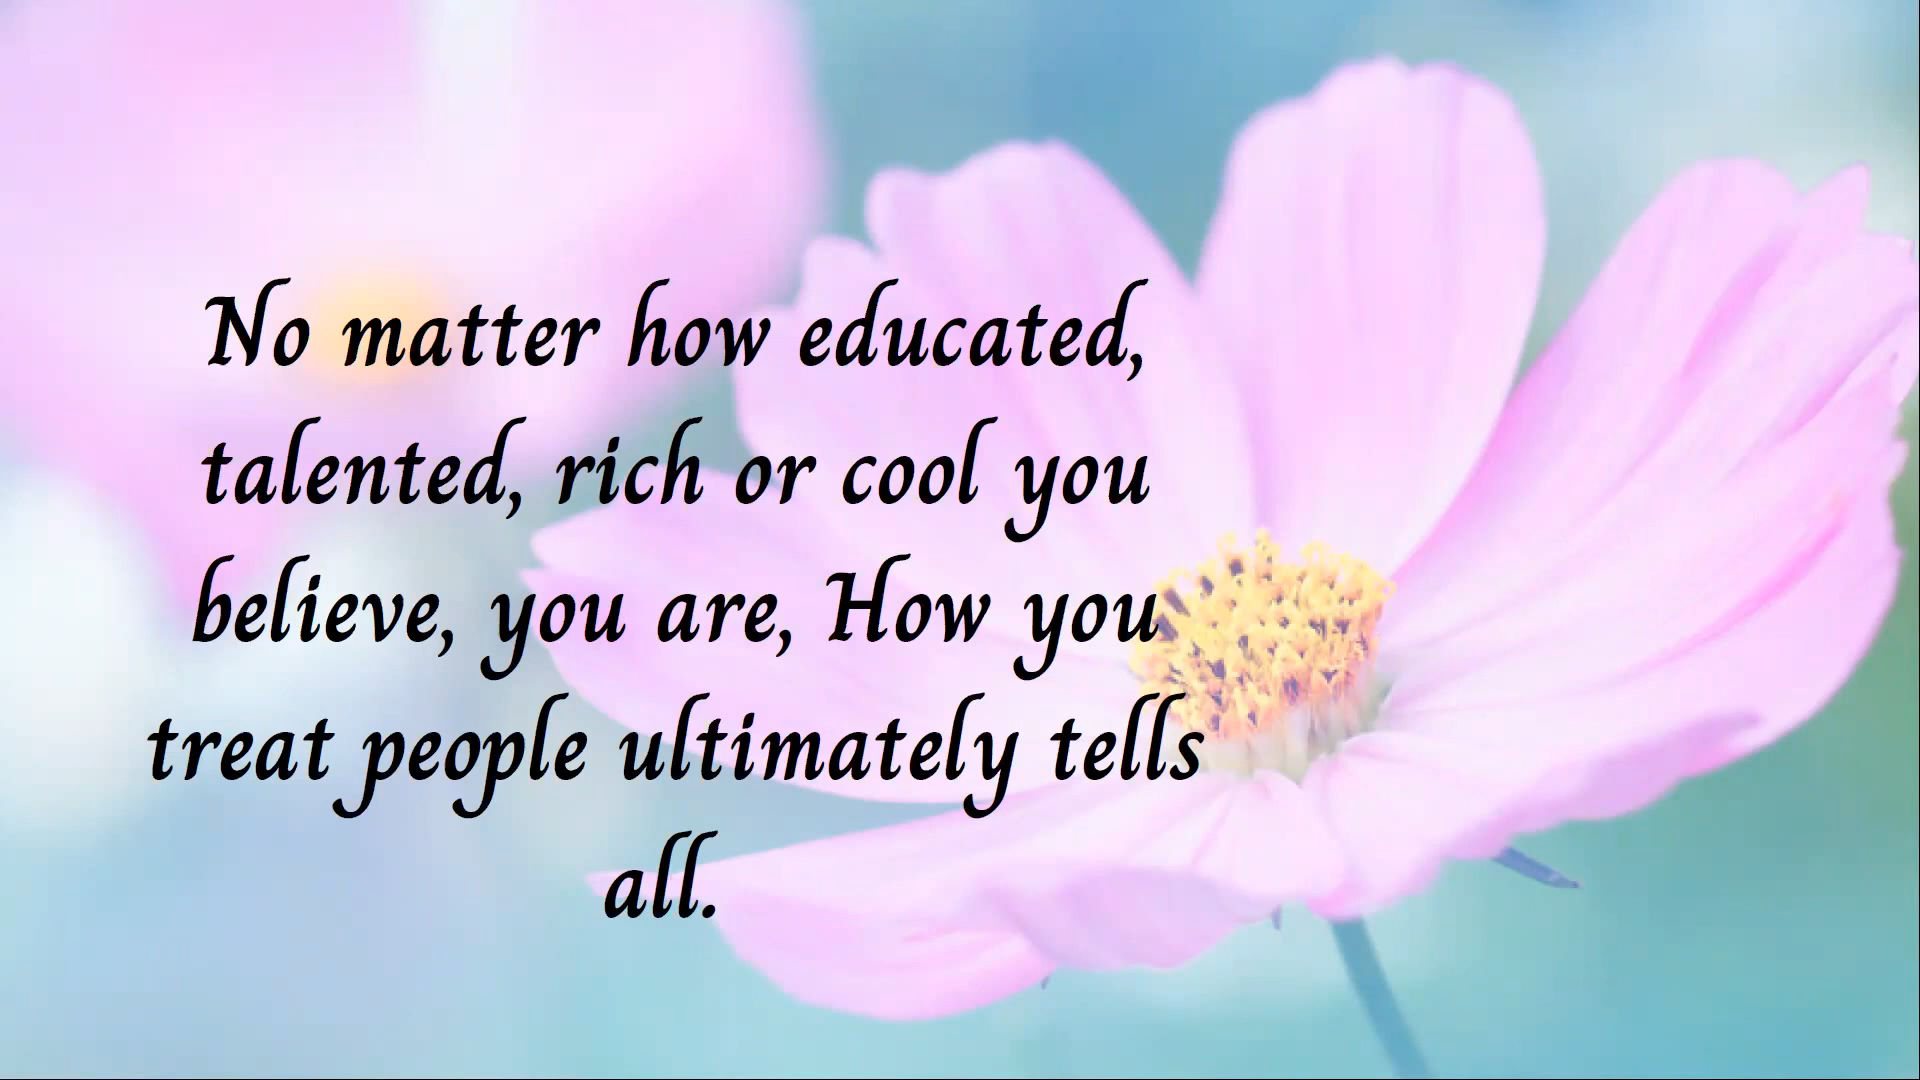 No matter how educated,
talented, rich or cool you
believe, you are, How you
treat people ultimately tells
all.